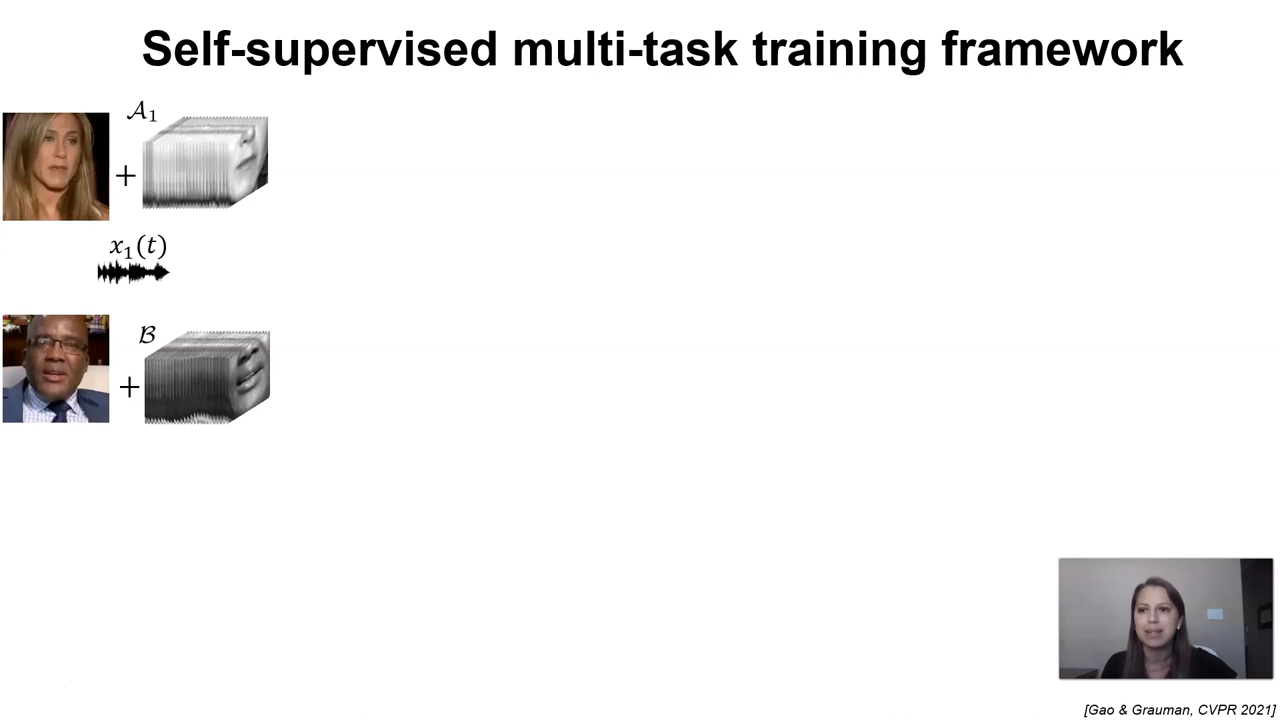 Self-supervised multi-task training framework
𝒜₁
+
x₁(t)
ℬ
+
[Gao & Grauman, CVPR 2021]